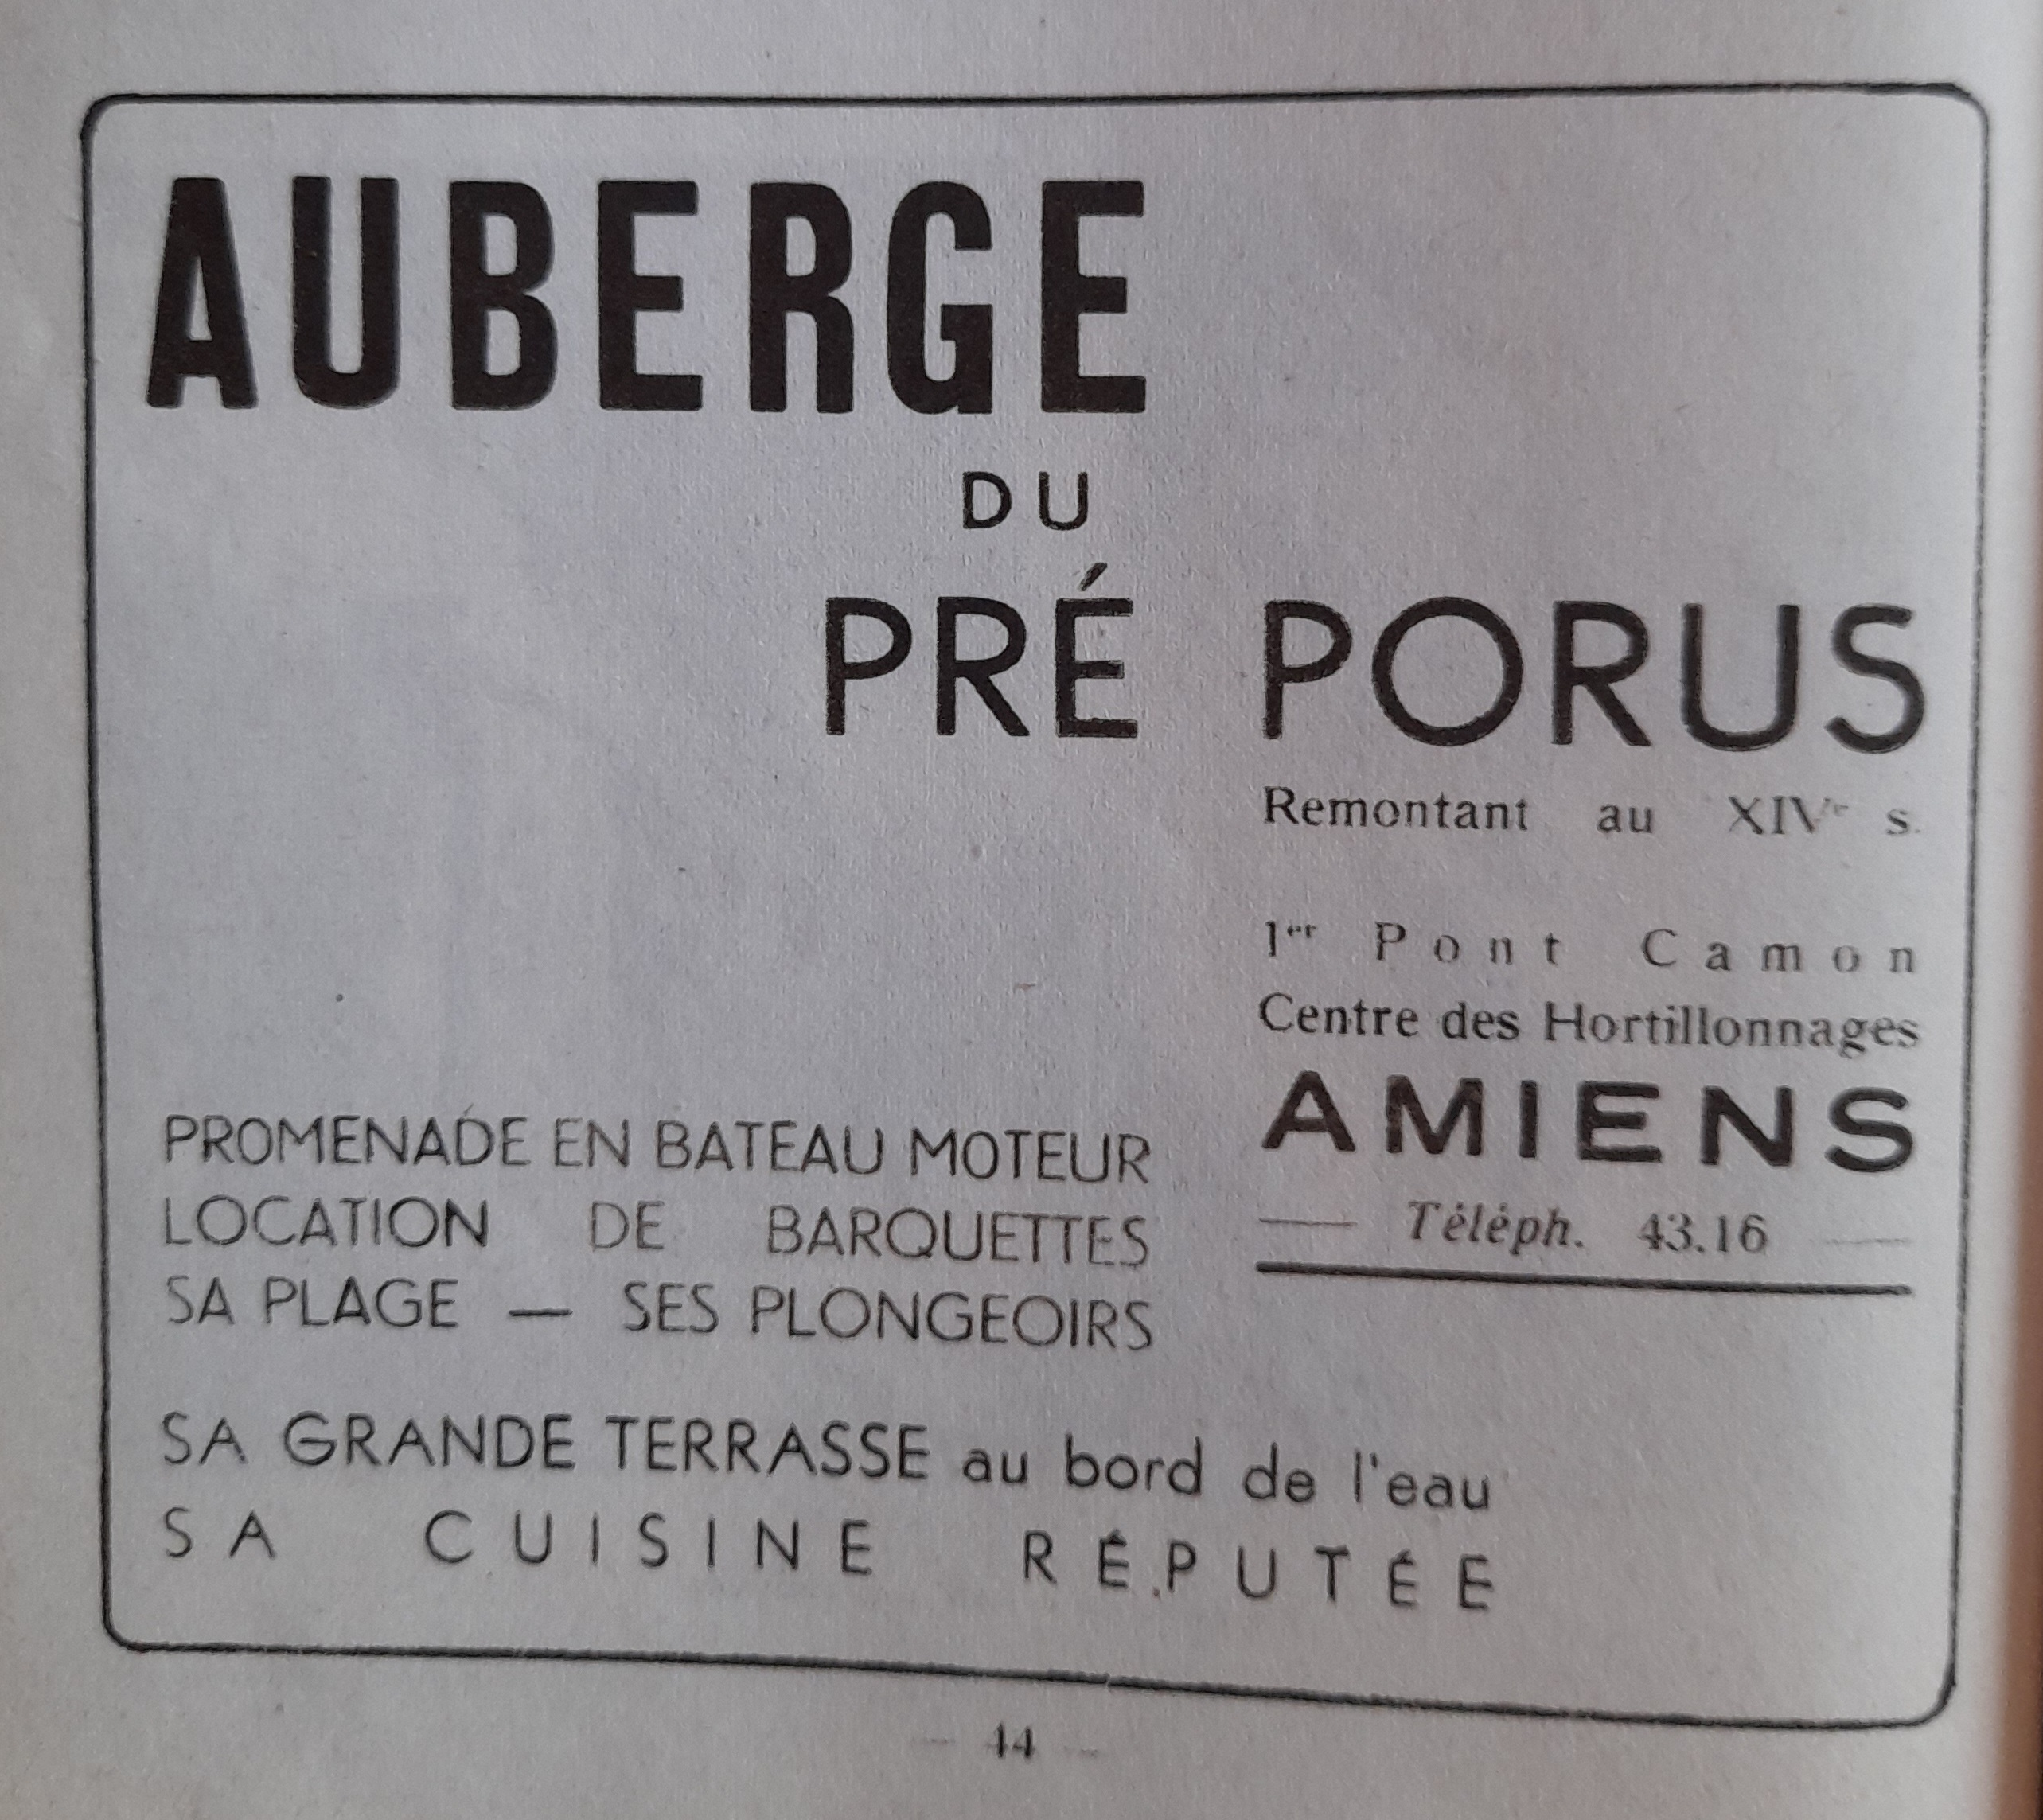 AUBERGE
DU
PRÉ PORUS
Remontant au XIVe s.
1er Pont Camon
Centre des Hortillonnages
AMIENS
— Téléph. 43.16 —
PROMENADE EN BATEAU MOTEUR
LOCATION DE BARQUETTES
SA PLAGE — SES PLONGEOIRS
SA GRANDE TERRASSE au bord de l'eau
SA CUISINE RÉPUTÉE
— 44 —